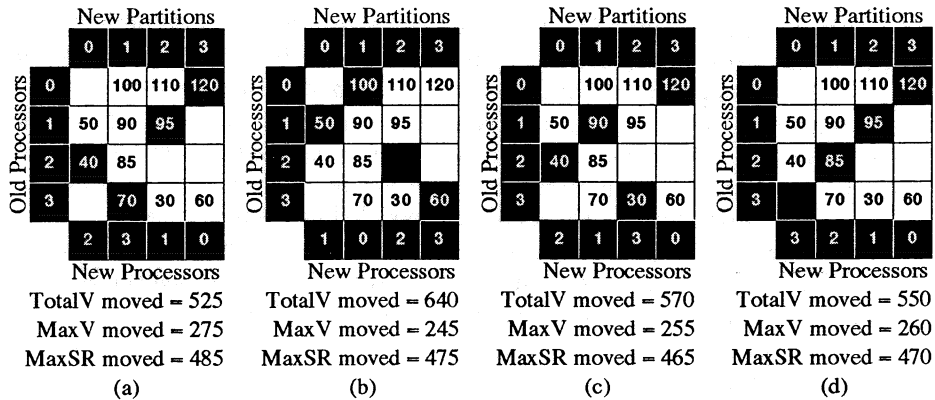 New Partitions
0 1 2 3
Old Processors
0 100 110 120
1 50 90 95
2 40 85
3 70 30 60
2 3 1 0
New Processors
TotalV moved = 525
MaxV moved = 275
MaxSR moved = 485
(a)
New Partitions
0 1 2 3
Old Processors
0 100 110 120
1 50 90 95
2 40 85
3 70 30 60
1 0 2 3
New Processors
TotalV moved = 640
MaxV moved = 245
MaxSR moved = 475
(b)
New Partitions
0 1 2 3
Old Processors
0 100 110 120
1 50 90 95
2 40 85
3 70 30 60
2 1 3 0
New Processors
TotalV moved = 570
MaxV moved = 255
MaxSR moved = 465
(c)
New Partitions
0 1 2 3
Old Processors
0 100 110 120
1 50 90 95
2 40 85
3 70 30 60
3 2 1 0
New Processors
TotalV moved = 550
MaxV moved = 260
MaxSR moved = 470
(d)